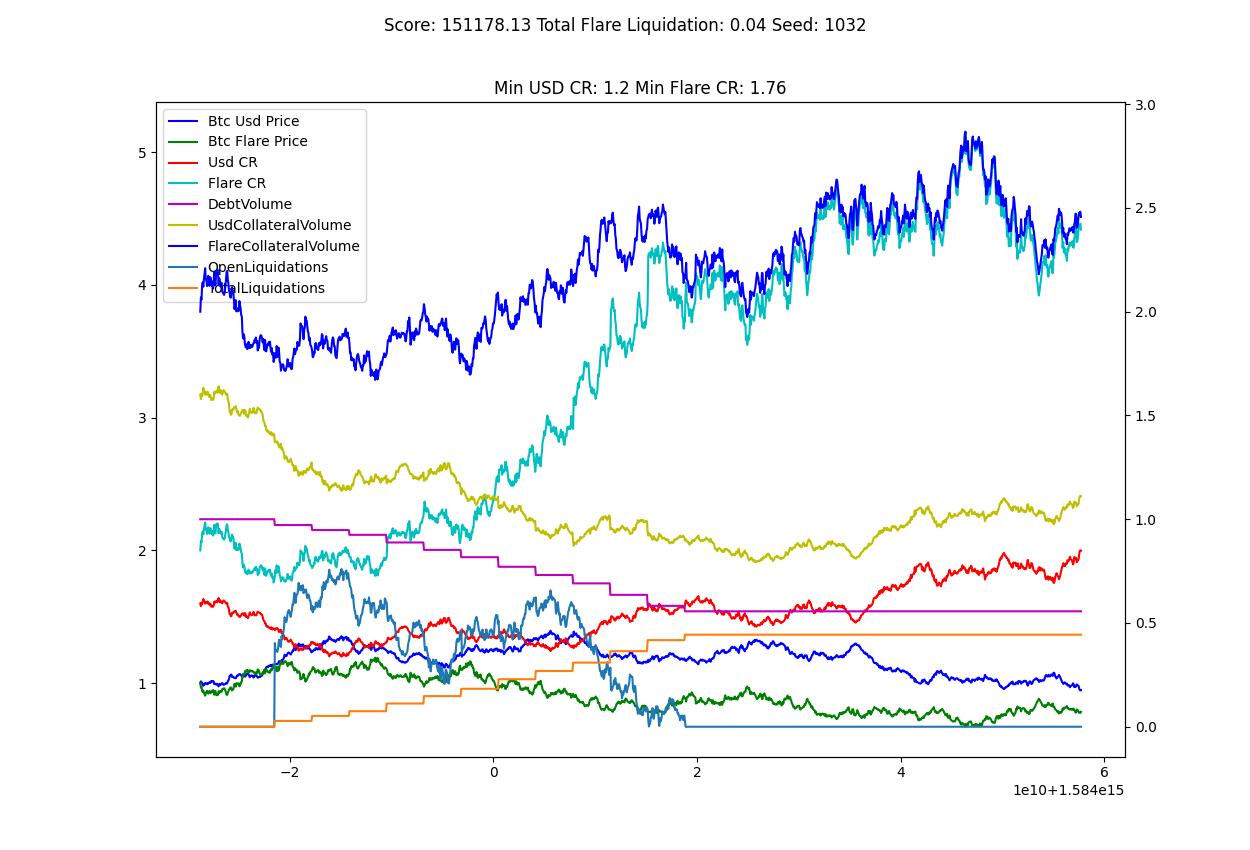 Score: 151178.13 Total Flare Liquidation: 0.04 Seed: 1032
Min USD CR: 1.2 Min Flare CR: 1.76
Btc Usd Price
Btc Flare Price
Usd CR
Flare CR
DebtVolume
UsdCollateralVolume
FlareCollateralVolume
OpenLiquidations
TotalLiquidations
5
4
3
2
1
3.0
2.5
2.0
1.5
1.0
0.5
0.0
−2 0 2 4 6
1e10+1.584e15